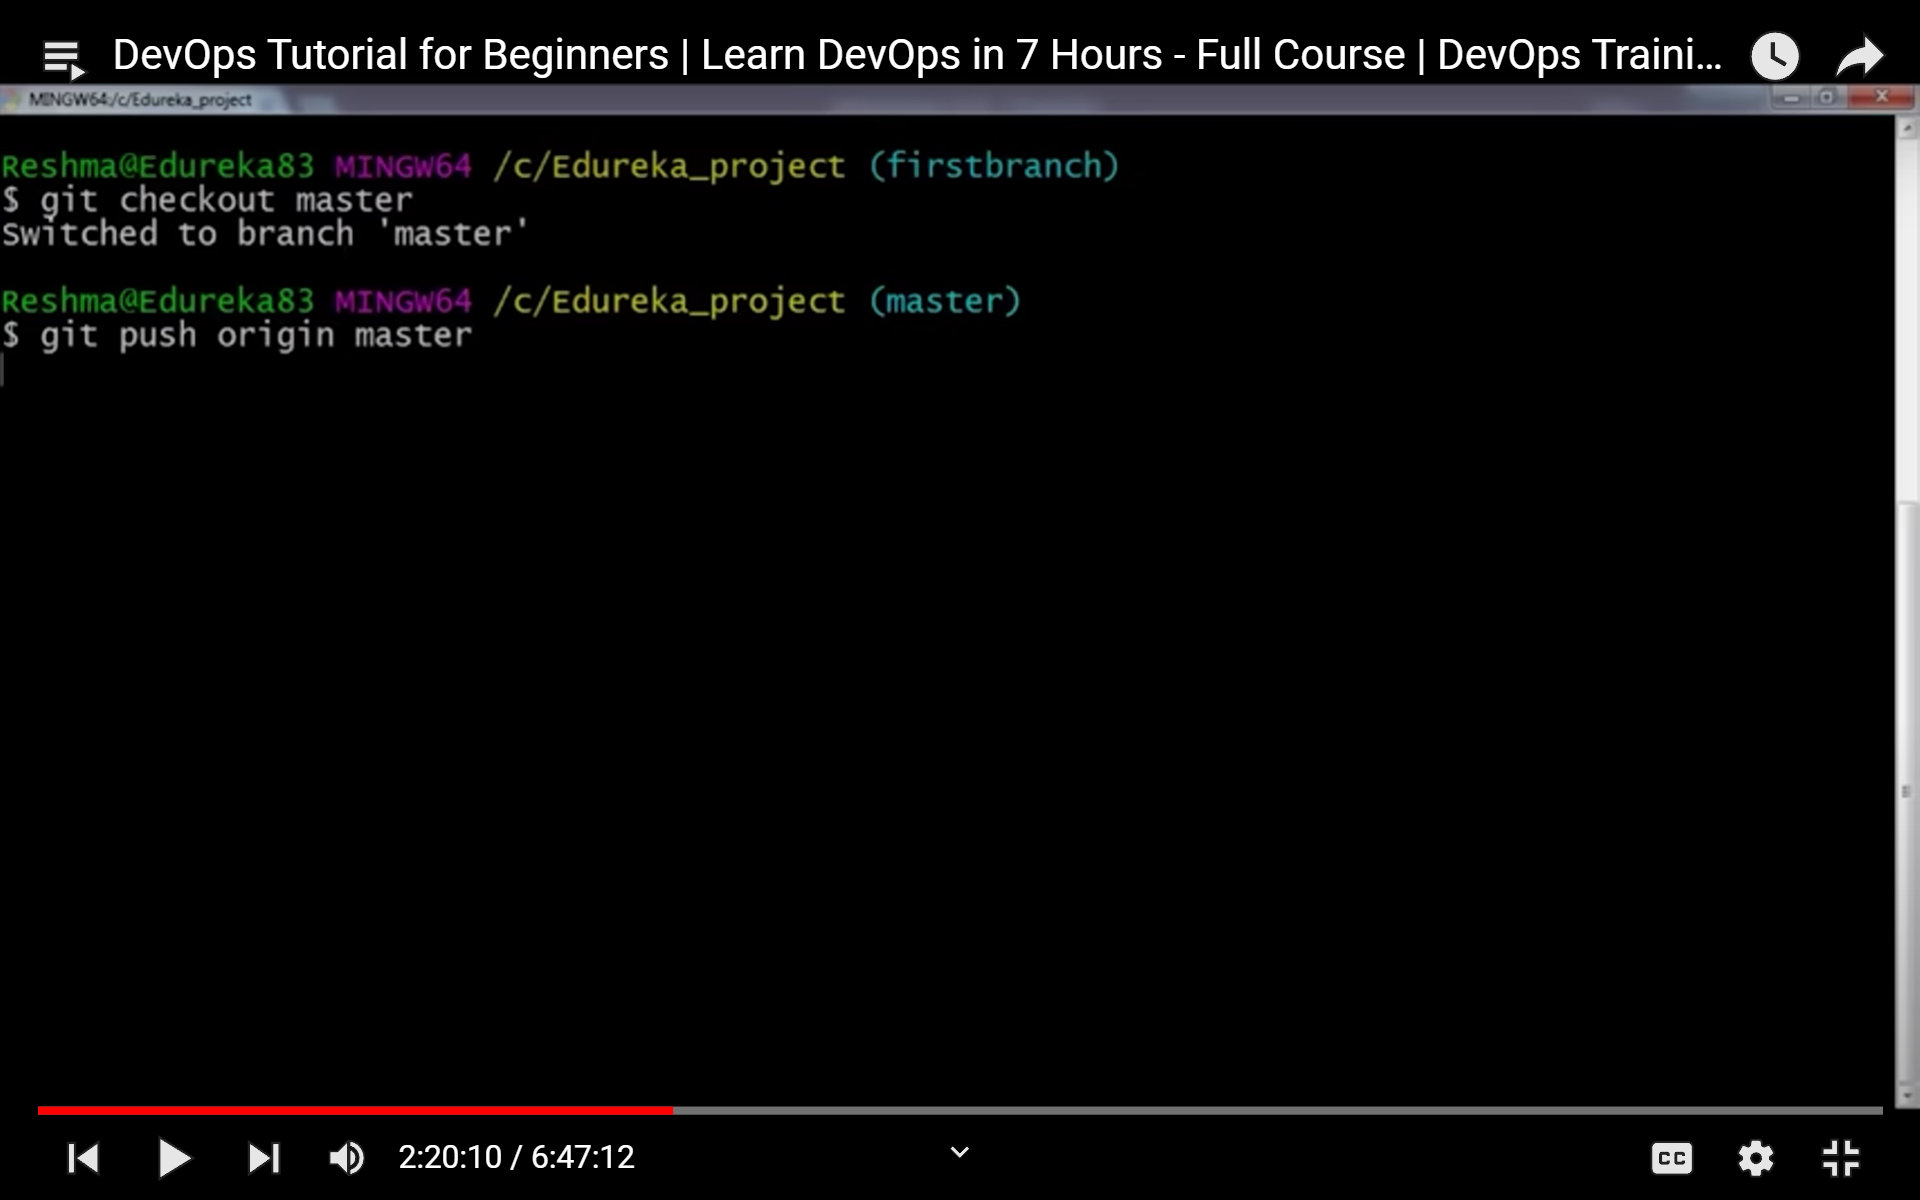 DevOps Tutorial for Beginners | Learn DevOps in 7 Hours - Full Course | DevOps Traini...
MINGW64:/c/Edureka_project
Reshma@Edureka83 MINGW64 /c/Edureka_project (firstbranch)
$ git checkout master
Switched to branch 'master'
Reshma@Edureka83 MINGW64 /c/Edureka_project (master)
$ git push origin master
2:20:10 / 6:47:12
CC